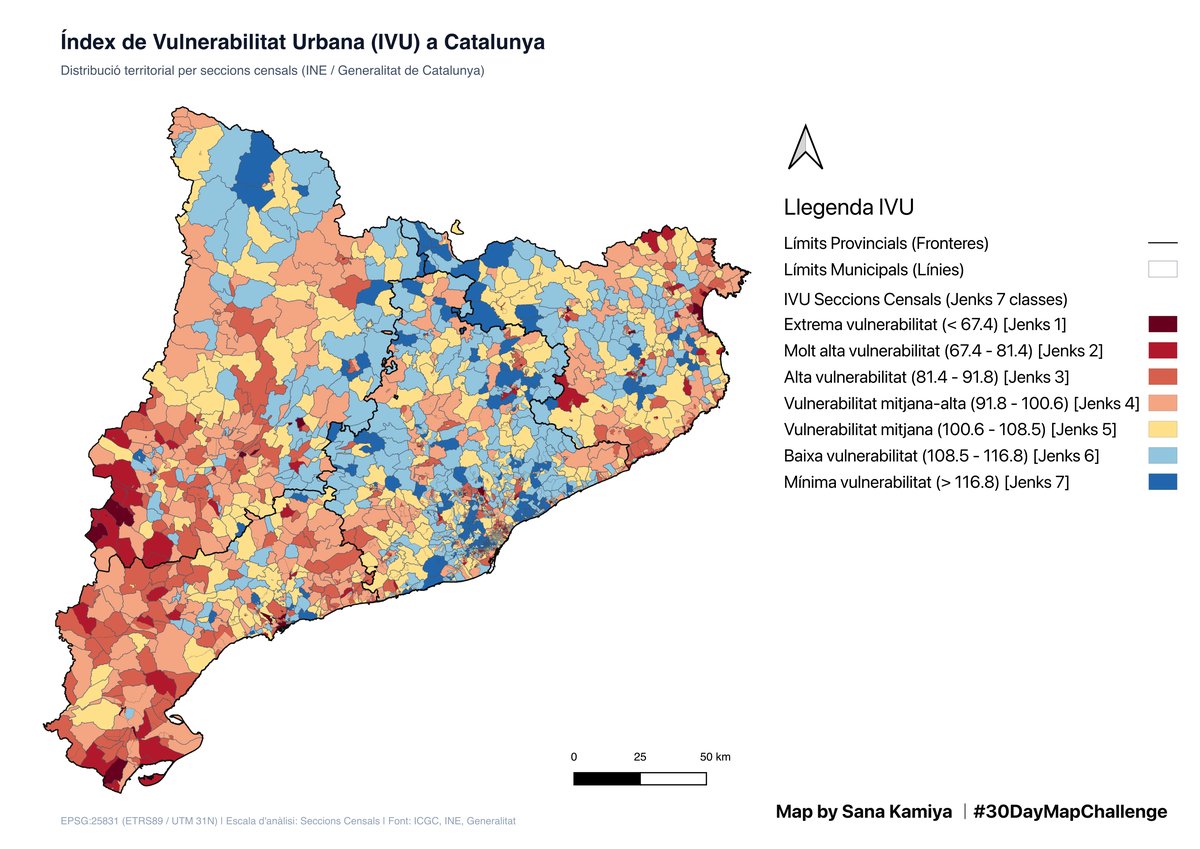 Índex de Vulnerabilitat Urbana (IVU) a Catalunya
Distribució territorial per seccions censals (INE / Generalitat de Catalunya)
Llegenda IVU
Límits Provincials (Fronteres)
Límits Municipals (Línies)
IVU Seccions Censals (Jenks 7 classes)
Extrema vulnerabilitat (< 67.4) [Jenks 1]
Molt alta vulnerabilitat (67.4 - 81.4) [Jenks 2]
Alta vulnerabilitat (81.4 - 91.8) [Jenks 3]
Vulnerabilitat mitjana-alta (91.8 - 100.6) [Jenks 4]
Vulnerabilitat mitjana (100.6 - 108.5) [Jenks 5]
Baixa vulnerabilitat (108.5 - 116.8) [Jenks 6]
Mínima vulnerabilitat (> 116.8) [Jenks 7]
0 25 50 km
Map by Sana Kamiya | #30DayMapChallenge
EPSG:25831 (ETRS89 / UTM 31N) | Escala d'anàlisi: Seccions Censals | Font: ICGC, INE, Generalitat